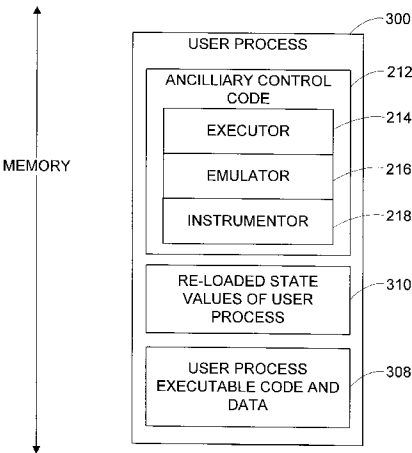 300
USER PROCESS
212
ANCILLIARY CONTROL
CODE
214
EXECUTOR
MEMORY
EMULATOR
216
INSTRUMENTOR
218
RE-LOADED STATE
VALUES OF USER
PROCESS
310
USER PROCESS
EXECUTABLE CODE AND
DATA
308